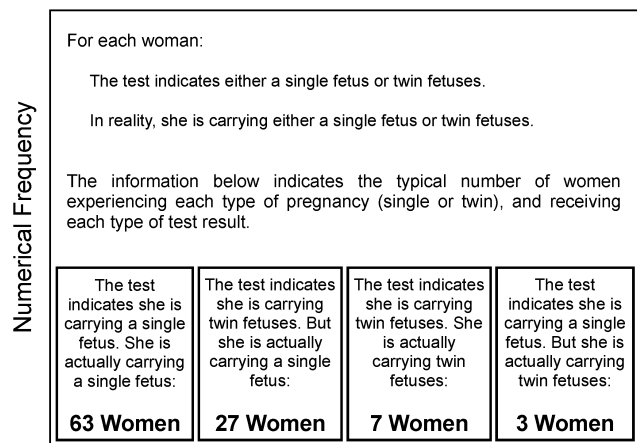 Numerical Frequency
For each woman:
The test indicates either a single fetus or twin fetuses.
In reality, she is carrying either a single fetus or twin fetuses.
The information below indicates the typical number of women
experiencing each type of pregnancy (single or twin), and receiving
each type of test result.
The test
indicates she is
carrying a single
fetus. She is
actually carrying
a single fetus:
63 Women
The test indicates
she is carrying
twin fetuses. But
she is actually
carrying a single
fetus:
27 Women
The test indicates
she is carrying
twin fetuses. She
is actually
carrying twin
fetuses:
7 Women
The test
indicates she is
carrying a single
fetus. But she is
actually carrying
twin fetuses:
3 Women